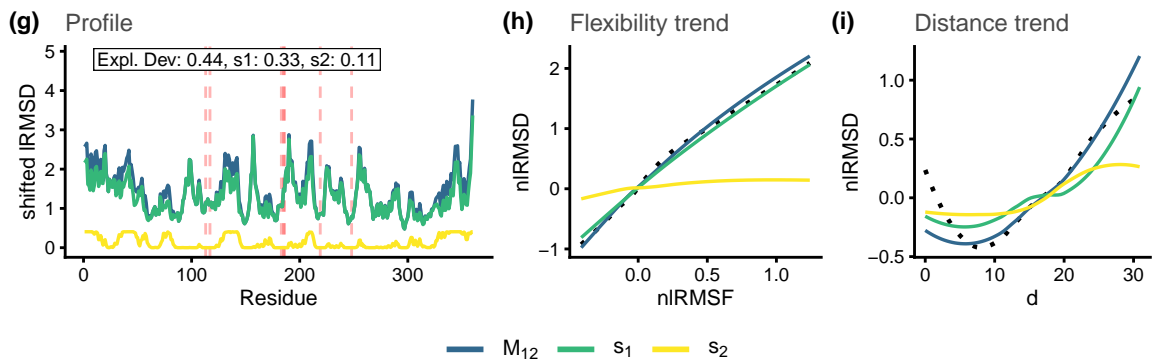 (g) Profile
Expl. Dev: 0.44, s1: 0.33, s2: 0.11
shifted lRMSD
5
4
3
2
1
0
0 100 200 300
Residue
(h) Flexibility trend
nlRMSD
2
1
0
−1
0.0 0.5 1.0
nlRMSF
(i) Distance trend
nlRMSD
1.0
0.5
0.0
−0.5
0 10 20 30
d
M12 s1 s2